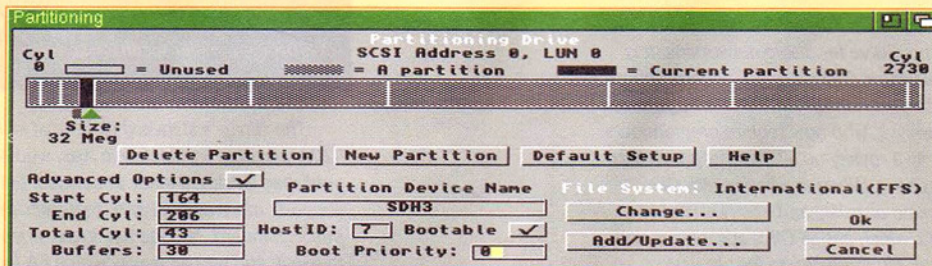 Partitioning
Partitioning Drive
SCSI Address 0, LUN 0
Cyl
0
= Unused
= A partition
= Current partition
Cyl
2730
Size:
32 Meg
Delete Partition
New Partition
Default Setup
Help
Advanced Options
Start Cyl: 164
End Cyl: 206
Total Cyl: 43
Buffers: 30
Partition Device Name
SDH3
HostID: 7
Bootable
Boot Priority: 0
File System: International(FFS)
Change...
Add/Update...
Ok
Cancel